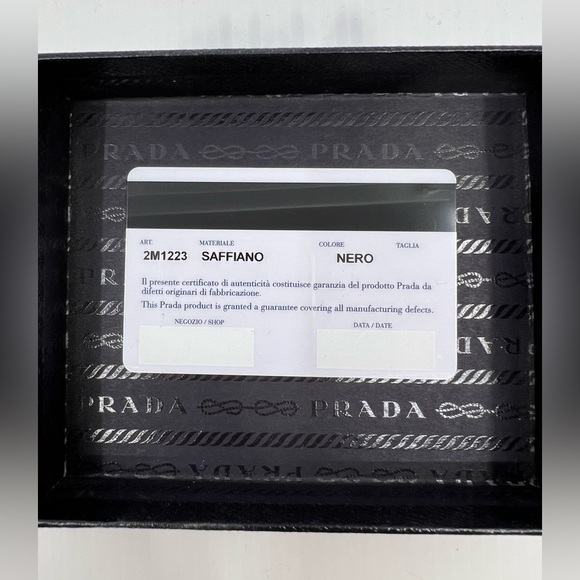 PRADA PRADA
ART. MATERIALE COLORE TAGLIA
2M1223 SAFFIANO NERO
Il presente certificato di autenticità costituisce garanzia del prodotto Prada da
difetti originari di fabbricazione.
This Prada product is granted a guarantee covering all manufacturing defects.
NEGOZIO / SHOP DATA / DATE
PRADA PRADA
PRADA PRADA